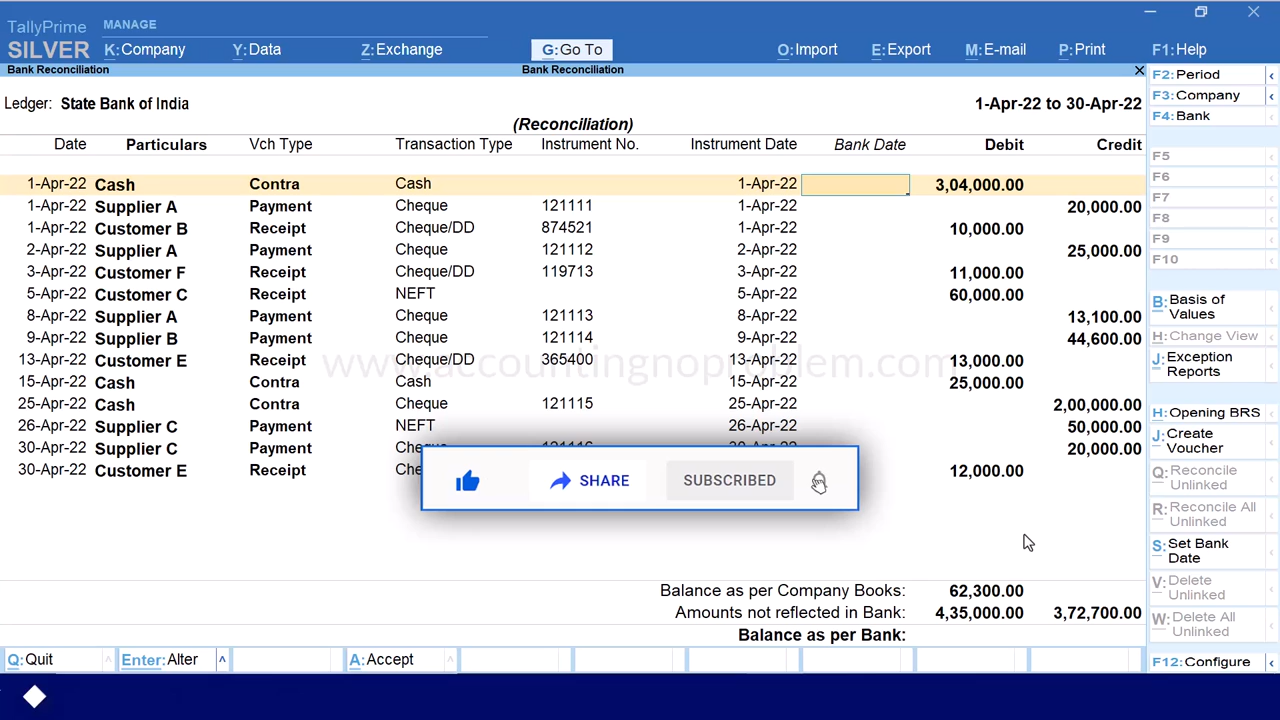 TallyPrime MANAGE
SILVER K:Company Y:Data Z:Exchange G:Go To O:Import E:Export M:E-mail P:Print F1:Help
Bank Reconciliation Bank Reconciliation
Ledger: State Bank of India 1-Apr-22 to 30-Apr-22
(Reconciliation)
Date Particulars Vch Type Transaction Type Instrument No. Instrument Date Bank Date Debit Credit
1-Apr-22 Cash Contra Cash 1-Apr-22 3,04,000.00
1-Apr-22 Supplier A Payment Cheque 121111 1-Apr-22 20,000.00
1-Apr-22 Customer B Receipt Cheque/DD 874521 1-Apr-22 10,000.00
2-Apr-22 Supplier A Payment Cheque 121112 2-Apr-22 25,000.00
3-Apr-22 Customer F Receipt Cheque/DD 119713 3-Apr-22 11,000.00
5-Apr-22 Customer C Receipt NEFT 5-Apr-22 60,000.00
8-Apr-22 Supplier A Payment Cheque 121113 8-Apr-22 13,100.00
9-Apr-22 Supplier B Payment Cheque 121114 9-Apr-22 44,600.00
13-Apr-22 Customer E Receipt Cheque/DD 365400 13-Apr-22 13,000.00
www.accountingnoproblem.com
15-Apr-22 Cash Contra Cash 15-Apr-22 25,000.00
25-Apr-22 Cash Contra Cheque 121115 25-Apr-22 2,00,000.00
26-Apr-22 Supplier C Payment NEFT 26-Apr-22 50,000.00
30-Apr-22 Supplier C Payment 20,000.00
30-Apr-22 Customer E Receipt 12,000.00
SHARE SUBSCRIBED
Balance as per Company Books: 62,300.00
Amounts not reflected in Bank: 4,35,000.00 3,72,700.00
Balance as per Bank:
Q:Quit Enter:Alter A:Accept
F2: Period
F3: Company
F4: Bank
F5
F6
F7
F8
F9
F10
B: Basis of
Values
H: Change View
J: Exception
Reports
H: Opening BRS
J: Create
Voucher
Q: Reconcile
Unlinked
R: Reconcile All
Unlinked
S: Set Bank
Date
V: Delete
Unlinked
W: Delete All
Unlinked
F12: Configure